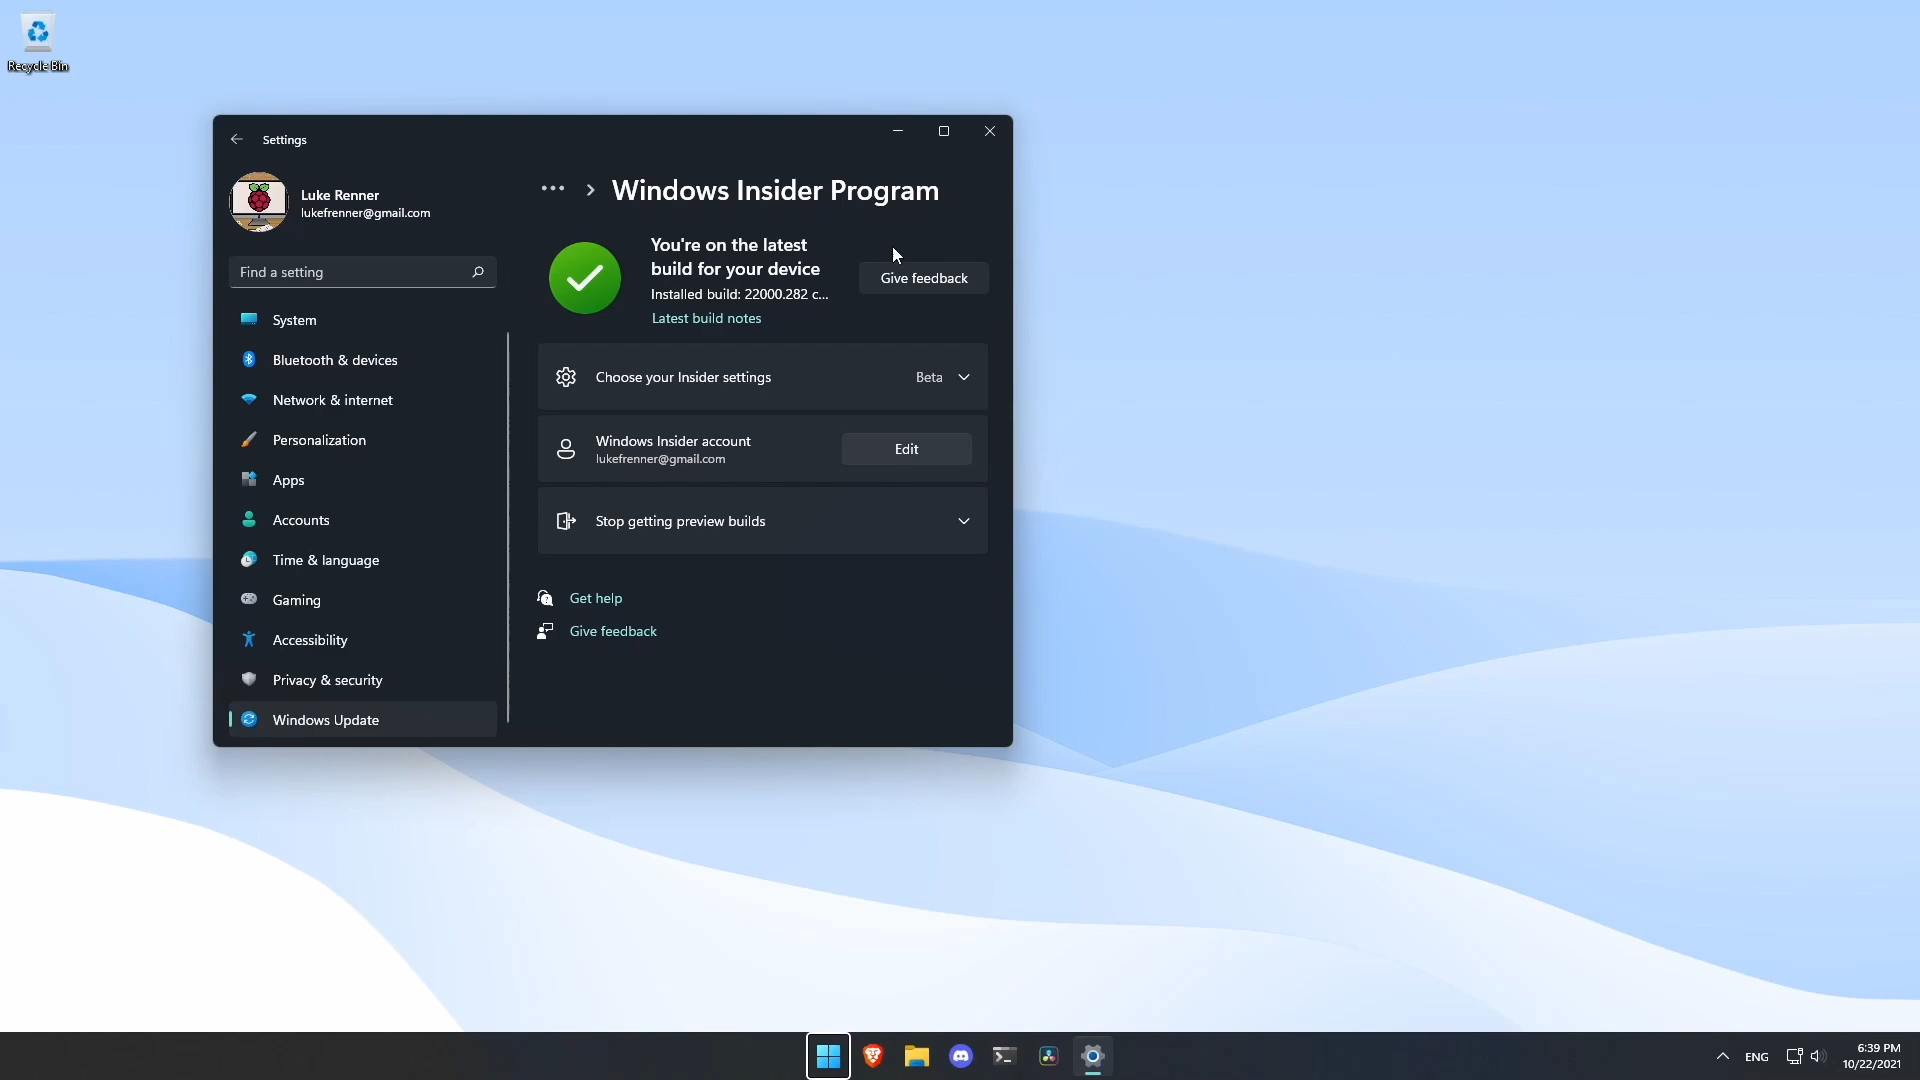 Recycle Bin
Settings
Luke Renner
lukefrenner@gmail.com
Find a setting
System
Bluetooth & devices
Network & internet
Personalization
Apps
Accounts
Time & language
Gaming
Accessibility
Privacy & security
Windows Update
Windows Insider Program
You're on the latest
build for your device
Installed build: 22000.282 c...
Latest build notes
Give feedback
Choose your Insider settings
Beta
Windows Insider account
lukefrenner@gmail.com
Edit
Stop getting preview builds
Get help
Give feedback
ENG
6:39 PM
10/22/2021